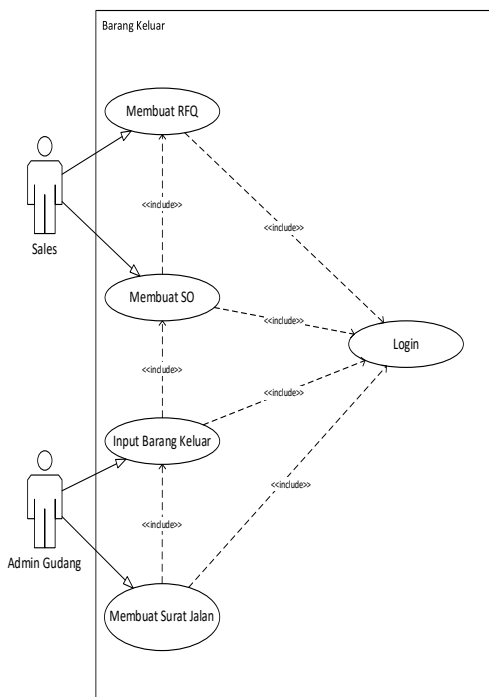 Barang Keluar
Membuat RFQ
<<include>>
<<include>>
Sales
Membuat SO
<<include>>
Login
<<include>>
<<include>>
Input Barang Keluar
Admin Gudang
<<include>>
<<include>>
Membuat Surat Jalan